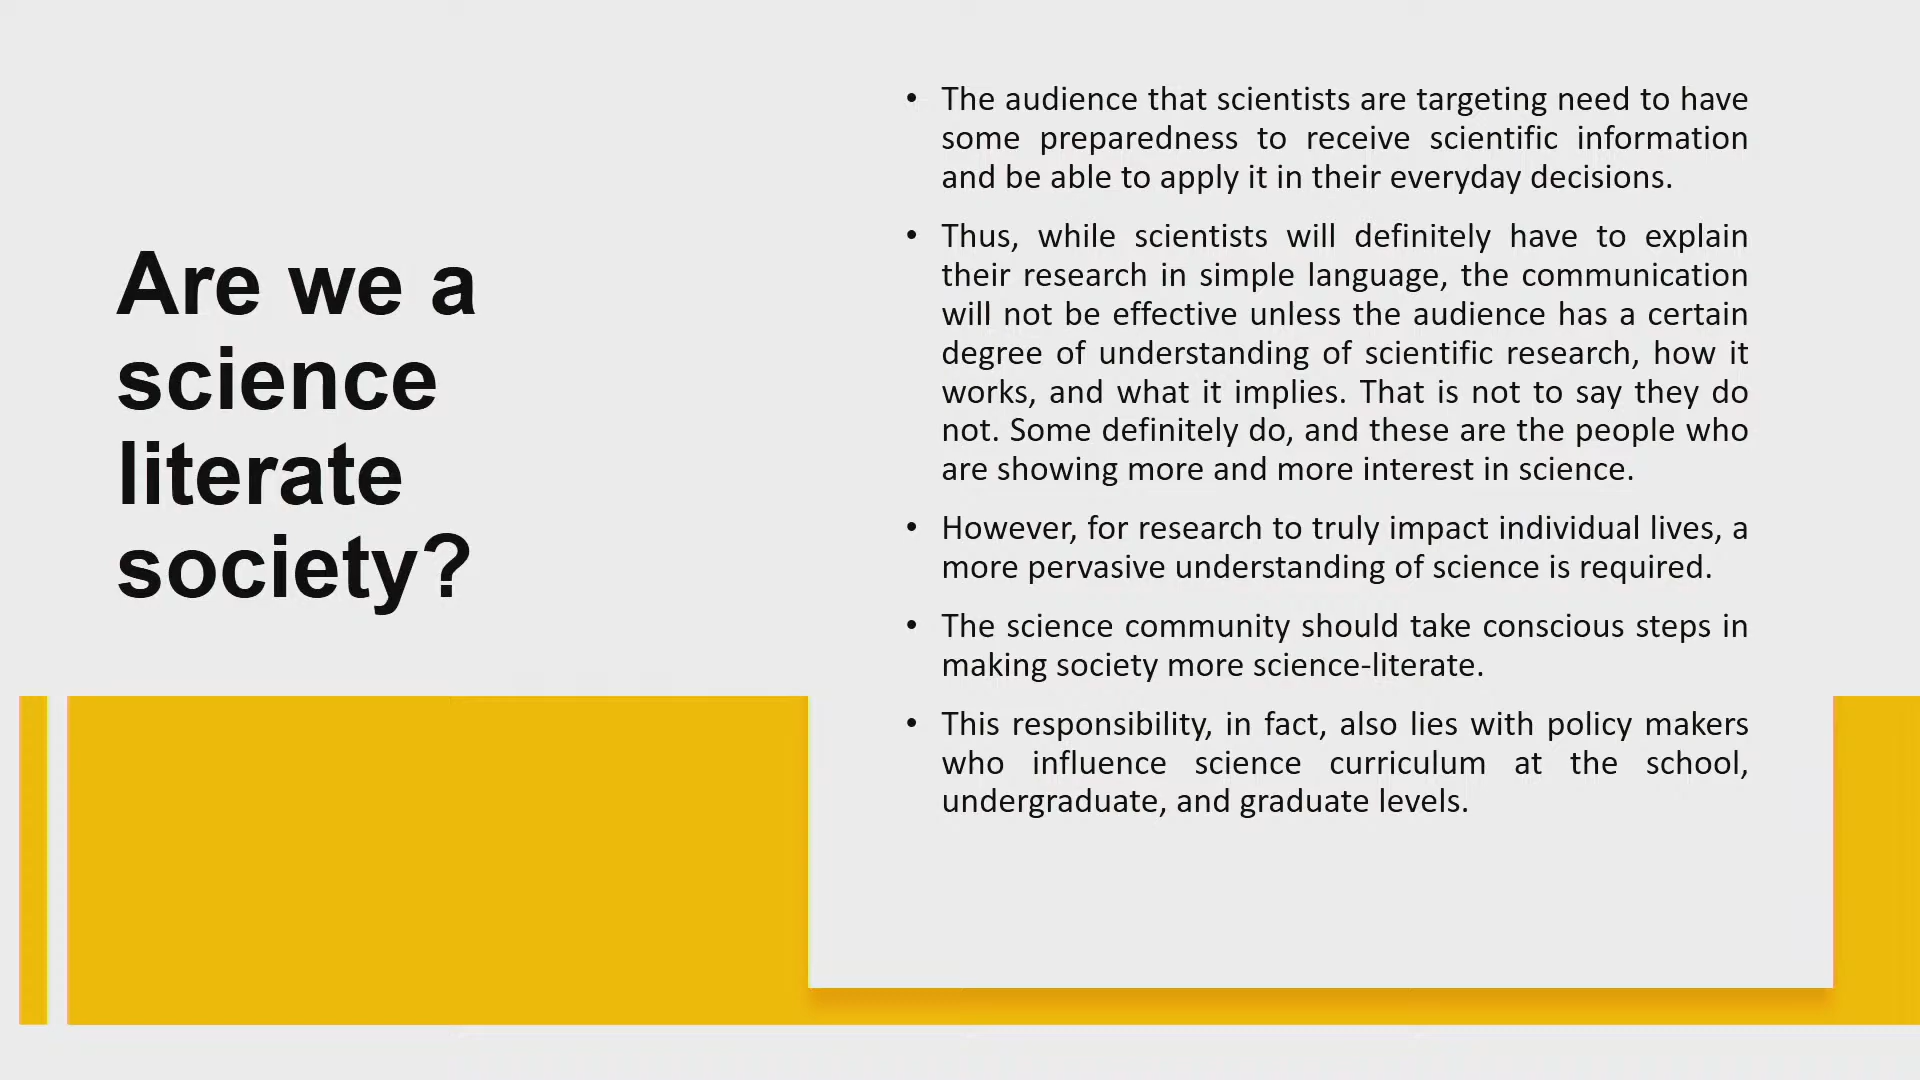 Are we a
science
literate
society?
• The audience that scientists are targeting need to have
some preparedness to receive scientific information
and be able to apply it in their everyday decisions.
• Thus, while scientists will definitely have to explain
their research in simple language, the communication
will not be effective unless the audience has a certain
degree of understanding of scientific research, how it
works, and what it implies. That is not to say they do
not. Some definitely do, and these are the people who
are showing more and more interest in science.
• However, for research to truly impact individual lives, a
more pervasive understanding of science is required.
• The science community should take conscious steps in
making society more science-literate.
• This responsibility, in fact, also lies with policy makers
who influence science curriculum at the school,
undergraduate, and graduate levels.